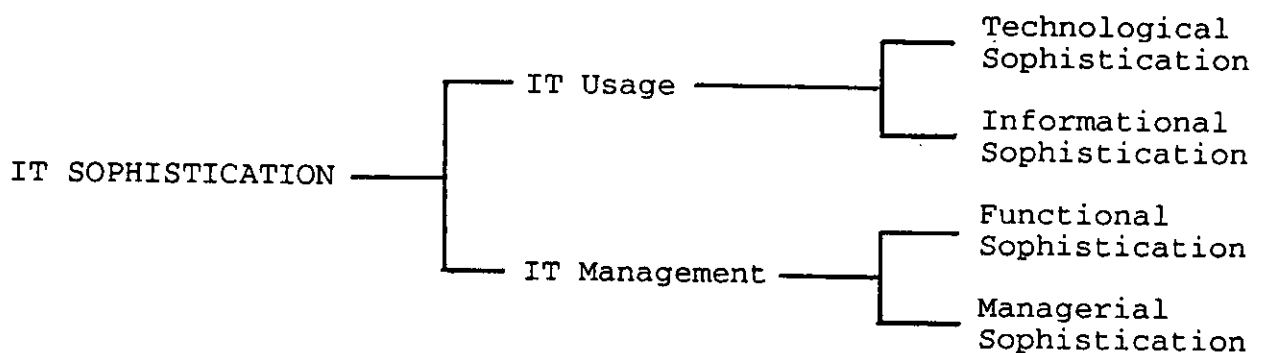 Technological
Sophistication
IT Usage
Informational
Sophistication
IT SOPHISTICATION
Functional
Sophistication
IT Management
Managerial
Sophistication